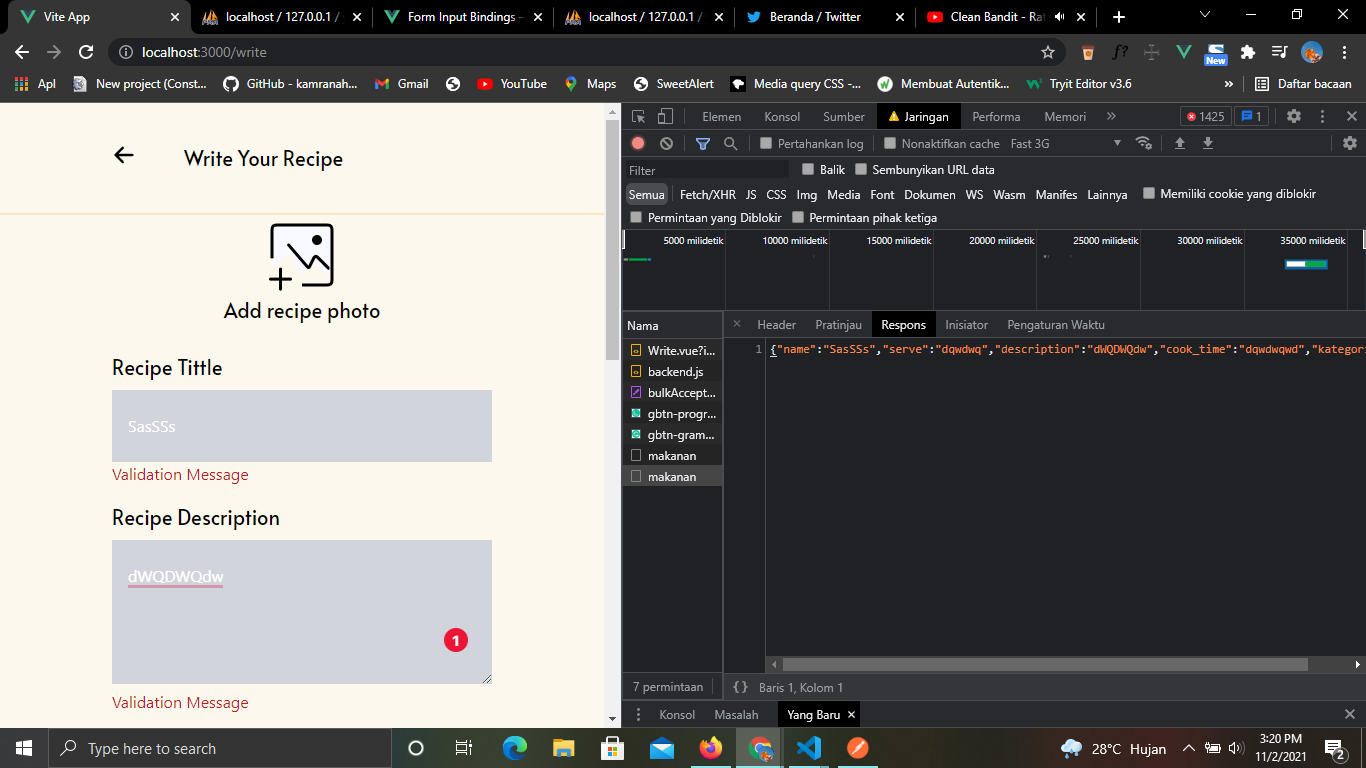 Vite App
localhost / 127.0.0.1 /
Form Input Bindings
localhost / 127.0.0.1 /
Beranda / Twitter
Clean Bandit - Rat
localhost:3000/write
f?
New
Apl
New project (Const...
GitHub - kamranah...
Gmail
YouTube
Maps
SweetAlert
Media query CSS -...
Membuat Autentik...
Tryit Editor v3.6
»
Daftar bacaan
Write Your Recipe
Add recipe photo
Recipe Tittle
SasSSs
Validation Message
Recipe Description
dWQDWQdw
1
Validation Message
Elemen
Konsol
Sumber
Jaringan
Performa
Memori
»
1425
1
Pertahankan log
Nonaktifkan cache
Fast 3G
Filter
Balik
Sembunyikan URL data
Semua
Fetch/XHR
JS
CSS
Img
Media
Font
Dokumen
WS
Wasm
Manifes
Lainnya
Memiliki cookie yang diblokir
Permintaan yang Diblokir
Permintaan pihak ketiga
5000 milidetik
10000 milidetik
15000 milidetik
20000 milidetik
25000 milidetik
30000 milidetik
35000 milidetik
Nama
Write.vue?i...
backend.js
bulkAccept...
gbtn-progr...
gbtn-gram...
makanan
makanan
7 permintaan
Header
Pratinjau
Respons
Inisiator
Pengaturan Waktu
1 {"name":"SasSSs","serve":"dqwdwq","description":"dWQDWQdw","cook_time":"dqwdwqwd","kategor
{} Baris 1, Kolom 1
Konsol
Masalah
Yang Baru
Type here to search
28°C Hujan
3:20 PM
11/2/2021
2